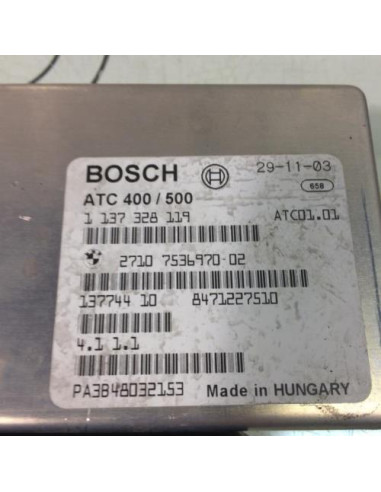 BOSCH 29-11-03
658
ATC 400 / 500
1 137 328 119 ATC01.01
2710 7536970-02
137744 10 8471227510
4.1 1.1
PA3848032153 Made in HUNGARY